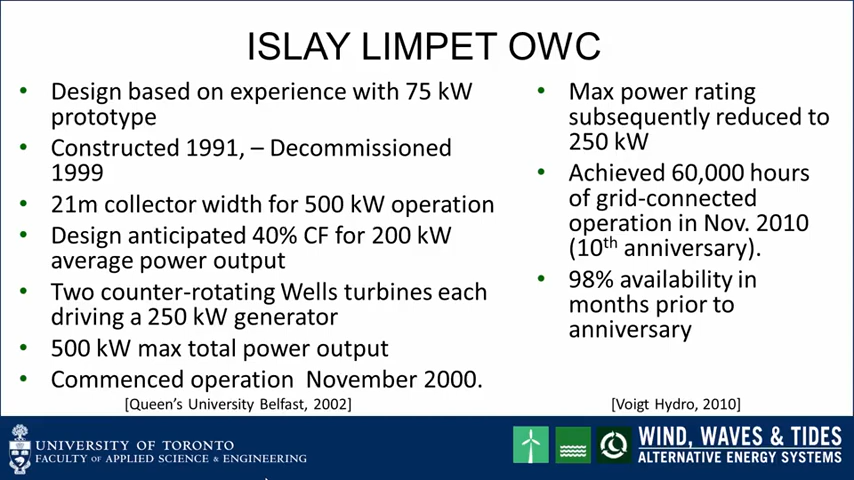 ISLAY LIMPET OWC
• Design based on experience with 75 kW
prototype
• Constructed 1991, – Decommissioned
1999
• 21m collector width for 500 kW operation
• Design anticipated 40% CF for 200 kW
average power output
• Two counter-rotating Wells turbines each
driving a 250 kW generator
• 500 kW max total power output
• Commenced operation November 2000.
[Queen's University Belfast, 2002]
• Max power rating
subsequently reduced to
250 kW
• Achieved 60,000 hours
of grid-connected
operation in Nov. 2010
(10th anniversary).
• 98% availability in
months prior to
anniversary
[Voigt Hydro, 2010]
UNIVERSITY OF TORONTO
FACULTY OF APPLIED SCIENCE & ENGINEERING
WIND, WAVES & TIDES
ALTERNATIVE ENERGY SYSTEMS